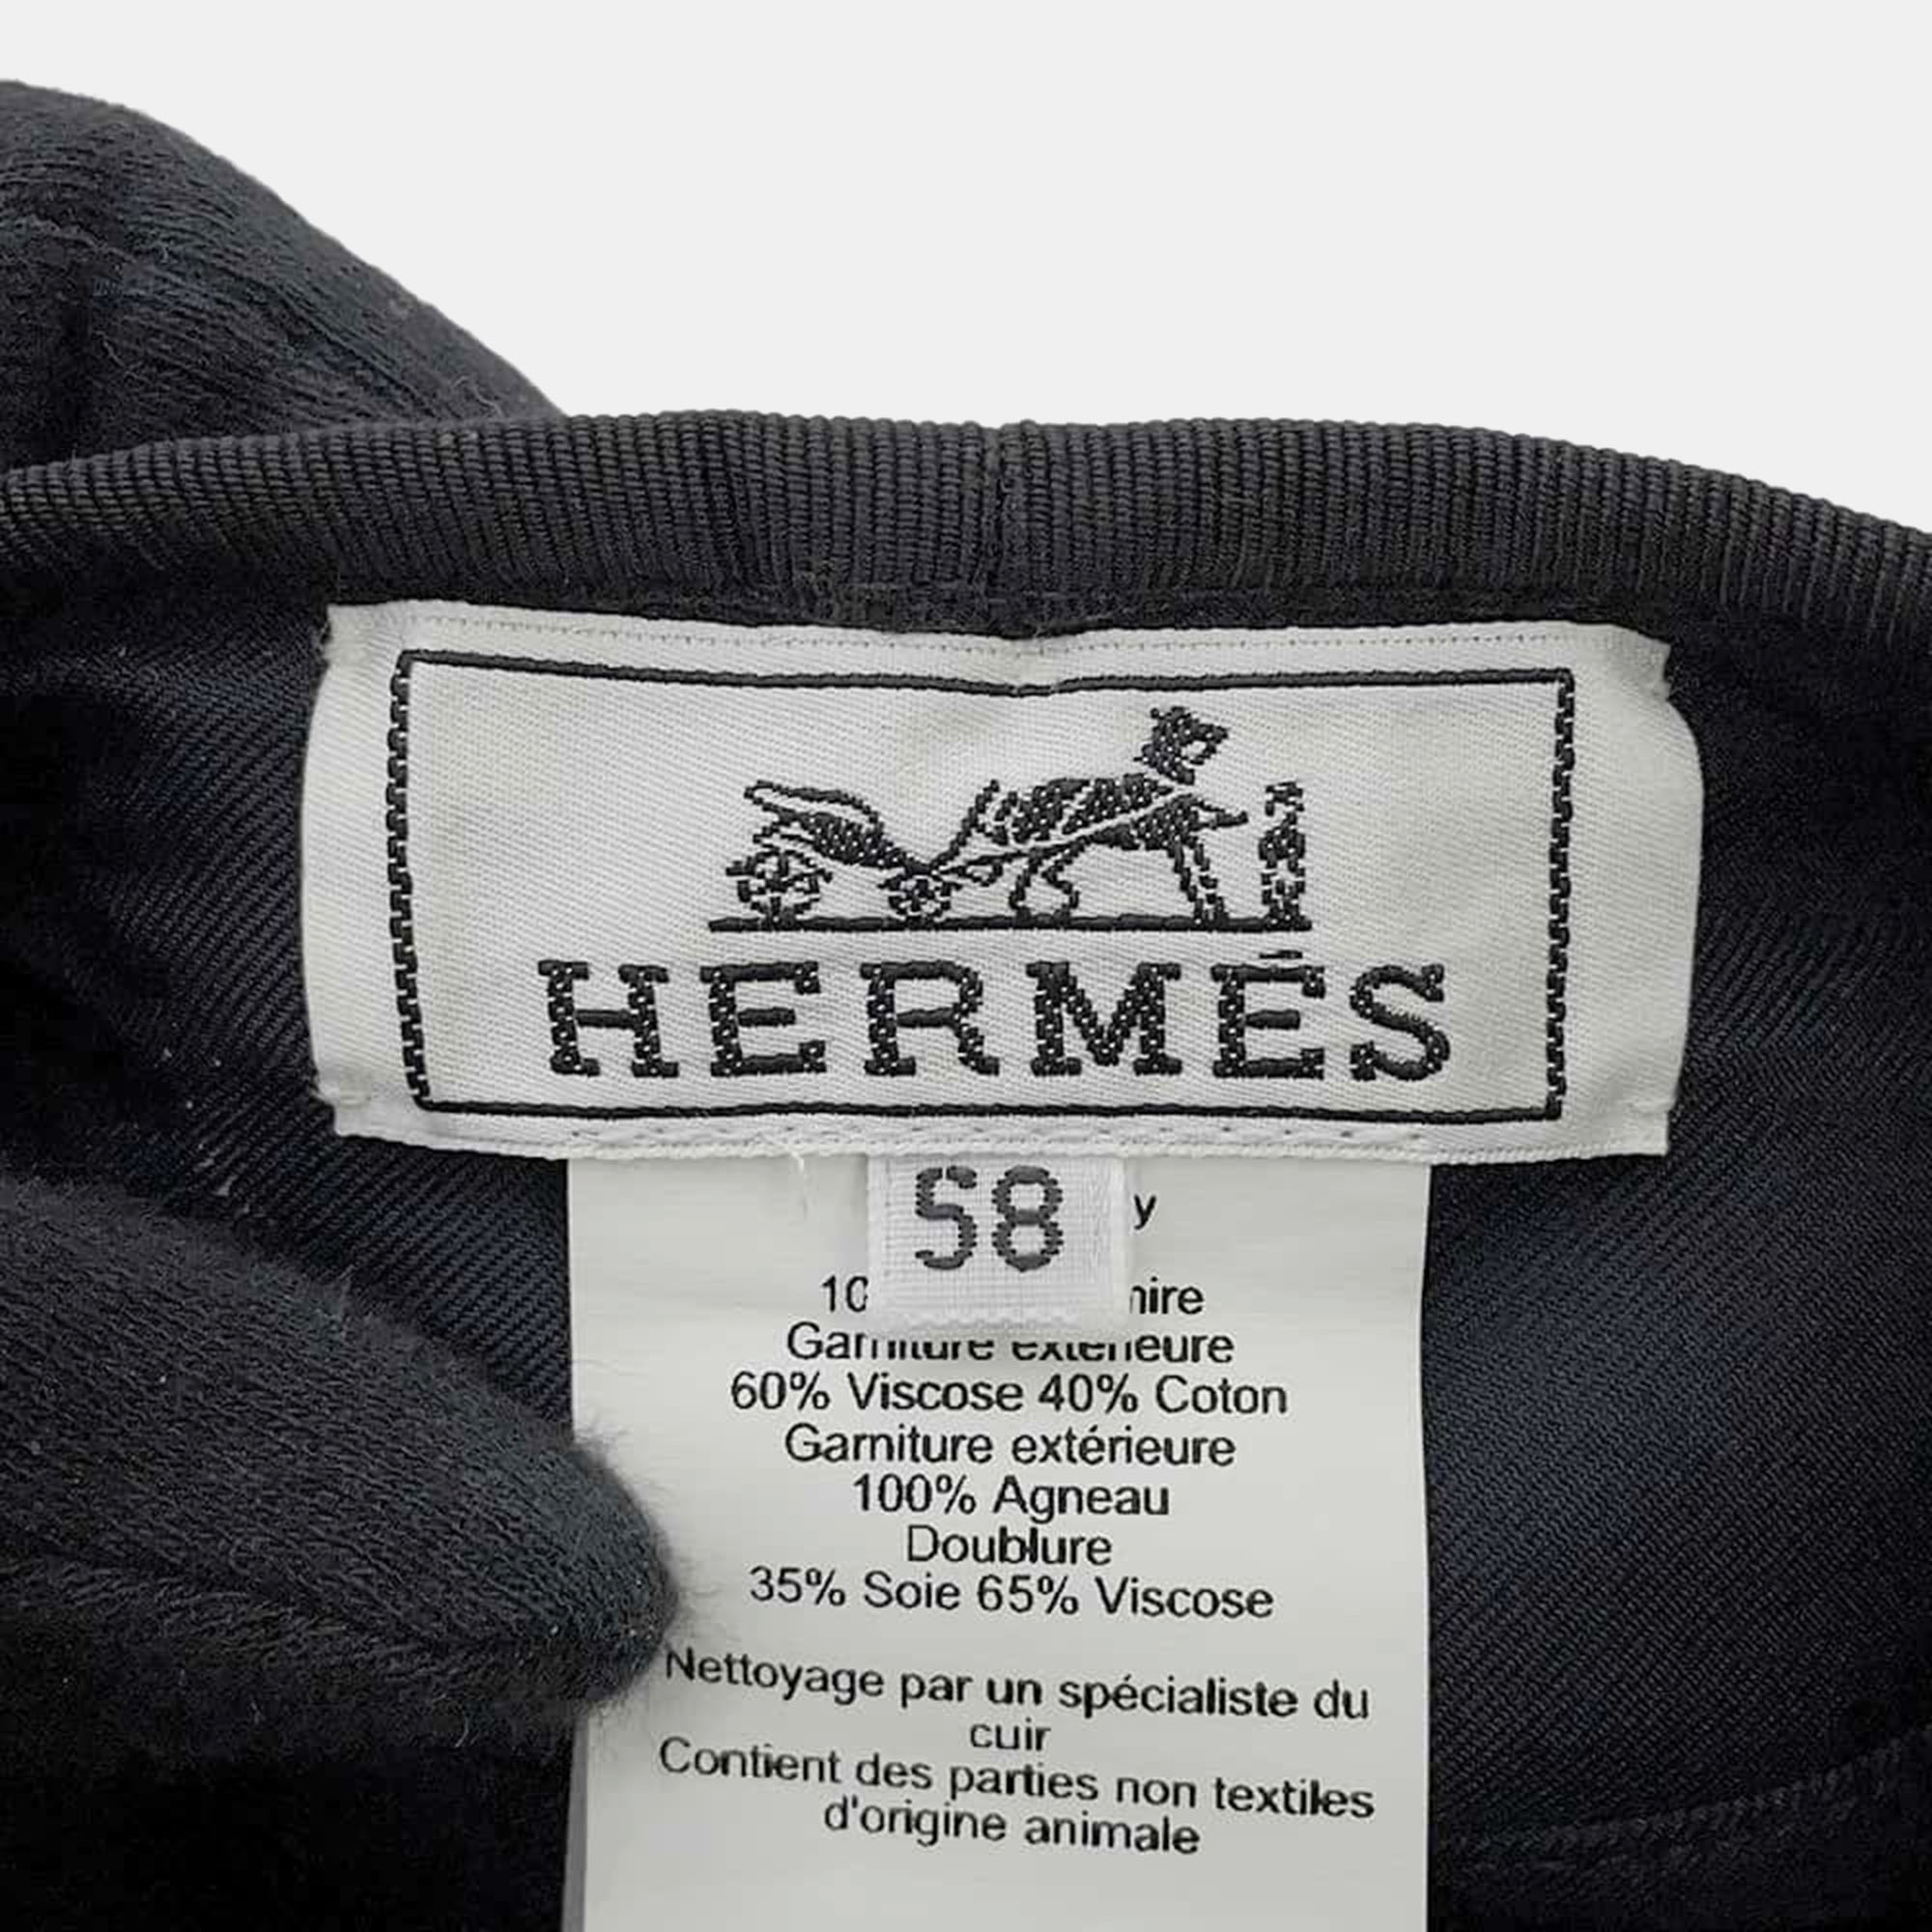 HERMÈS
58
Garniture extérieure
60% Viscose 40% Coton
Garniture extérieure
100% Agneau
Doublure
35% Soie 65% Viscose
Nettoyage par un spécialiste du
cuir
Contient des parties non textiles
d'origine animale